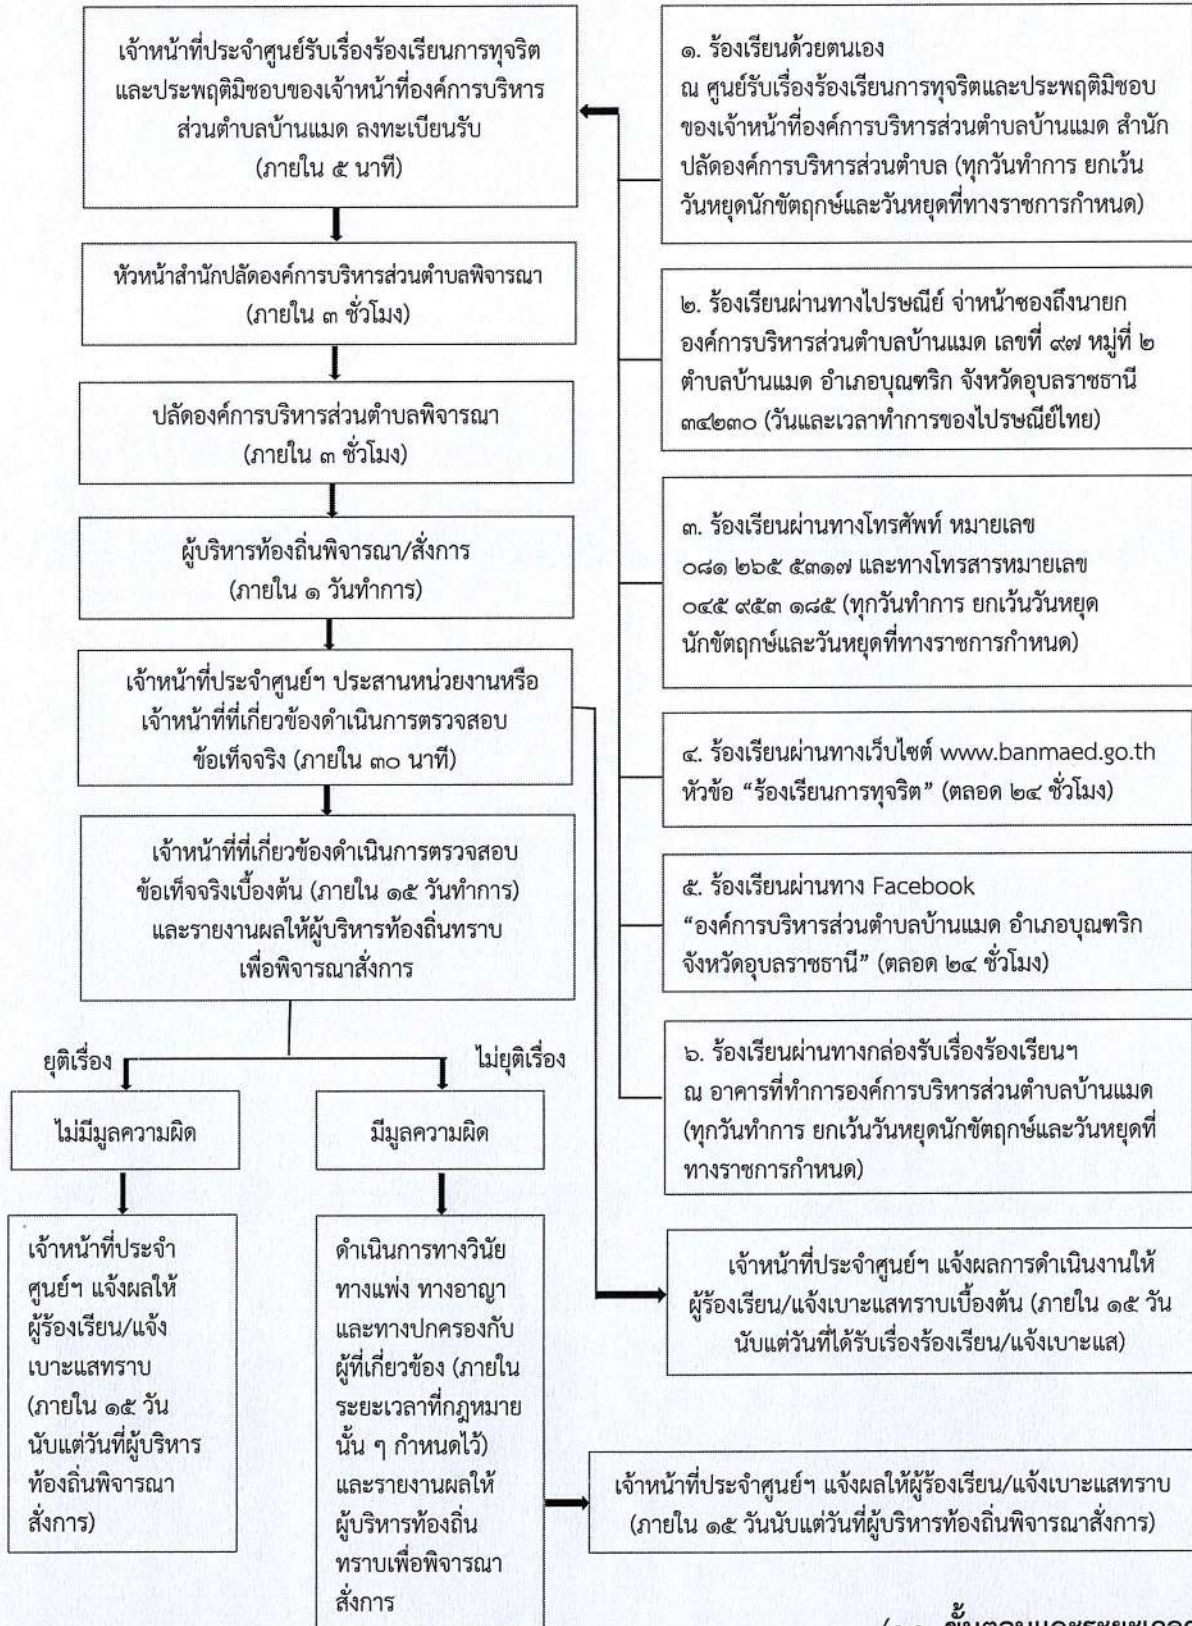 เจ้าหน้าที่ประจำศูนย์รับเรื่องร้องเรียนการทุจริต
และประพฤติมิชอบของเจ้าหน้าที่องค์การบริหาร
ส่วนตำบลบ้านแมด ลงทะเบียนรับ
(ภายใน ๕ นาที)
หัวหน้าสำนักปลัดองค์การบริหารส่วนตำบลพิจารณา
(ภายใน ๓ ชั่วโมง)
ปลัดองค์การบริหารส่วนตำบลพิจารณา
(ภายใน ๓ ชั่วโมง)
ผู้บริหารท้องถิ่นพิจารณา/สั่งการ
(ภายใน ๑ วันทำการ)
เจ้าหน้าที่ประจำศูนย์ฯ ประสานหน่วยงานหรือ
เจ้าหน้าที่ที่เกี่ยวข้องดำเนินการตรวจสอบ
ข้อเท็จจริง (ภายใน ๓๐ นาที)
เจ้าหน้าที่ที่เกี่ยวข้องดำเนินการตรวจสอบ
ข้อเท็จจริงเบื้องต้น (ภายใน ๑๕ วันทำการ)
และรายงานผลให้ผู้บริหารท้องถิ่นทราบ
เพื่อพิจารณาสั่งการ
ยุติเรื่อง
ไม่ยุติเรื่อง
ไม่มีมูลความผิด
มีมูลความผิด
เจ้าหน้าที่ประจำ
ศูนย์ฯ แจ้งผลให้
ผู้ร้องเรียน/แจ้ง
เบาะแสทราบ
(ภายใน ๑๕ วัน
นับแต่วันที่ผู้บริหาร
ท้องถิ่นพิจารณา
สั่งการ)
ดำเนินการทางวินัย
ทางแพ่ง ทางอาญา
และทางปกครองกับ
ผู้ที่เกี่ยวข้อง (ภายใน
ระยะเวลาที่กฎหมาย
นั้น ๆ กำหนดไว้)
และรายงานผลให้
ผู้บริหารท้องถิ่น
ทราบเพื่อพิจารณา
สั่งการ
๑. ร้องเรียนด้วยตนเอง
ณ ศูนย์รับเรื่องร้องเรียนการทุจริตและประพฤติมิชอบ
ของเจ้าหน้าที่องค์การบริหารส่วนตำบลบ้านแมด สำนัก
ปลัดองค์การบริหารส่วนตำบล (ทุกวันทำการ ยกเว้น
วันหยุดนักขัตฤกษ์และวันหยุดที่ทางราชการกำหนด)
๒. ร้องเรียนผ่านทางไปรษณีย์ จ่าหน้าซองถึงนายก
องค์การบริหารส่วนตำบลบ้านแมด เลขที่ ๙๗ หมู่ที่ ๒
ตำบลบ้านแมด อำเภอบุณฑริก จังหวัดอุบลราชธานี
๓๔๒๓๐ (วันและเวลาทำการของไปรษณีย์ไทย)
๓. ร้องเรียนผ่านทางโทรศัพท์ หมายเลข
๐๘๑ ๒๖๕ ๕๓๑๗ และทางโทรสารหมายเลข
๐๔๕ ๙๕๓ ๑๘๕ (ทุกวันทำการ ยกเว้นวันหยุด
นักขัตฤกษ์และวันหยุดที่ทางราชการกำหนด)
๔. ร้องเรียนผ่านทางเว็บไซต์ www.banmaed.go.th
หัวข้อ “ร้องเรียนการทุจริต” (ตลอด ๒๔ ชั่วโมง)
๕. ร้องเรียนผ่านทาง Facebook
“องค์การบริหารส่วนตำบลบ้านแมด อำเภอบุณฑริก
จังหวัดอุบลราชธานี” (ตลอด ๒๔ ชั่วโมง)
๖. ร้องเรียนผ่านทางกล่องรับเรื่องร้องเรียนฯ
ณ อาคารที่ทำการองค์การบริหารส่วนตำบลบ้านแมด
(ทุกวันทำการ ยกเว้นวันหยุดนักขัตฤกษ์และวันหยุดที่
ทางราชการกำหนด)
เจ้าหน้าที่ประจำศูนย์ฯ แจ้งผลการดำเนินงานให้
ผู้ร้องเรียน/แจ้งเบาะแสทราบเบื้องต้น (ภายใน ๑๕ วัน
นับแต่วันที่ได้รับเรื่องร้องเรียน/แจ้งเบาะแส)
เจ้าหน้าที่ประจำศูนย์ฯ แจ้งผลให้ผู้ร้องเรียน/แจ้งเบาะแสทราบ
(ภายใน ๑๕ วันนับแต่วันที่ผู้บริหารท้องถิ่นพิจารณาสั่งการ)